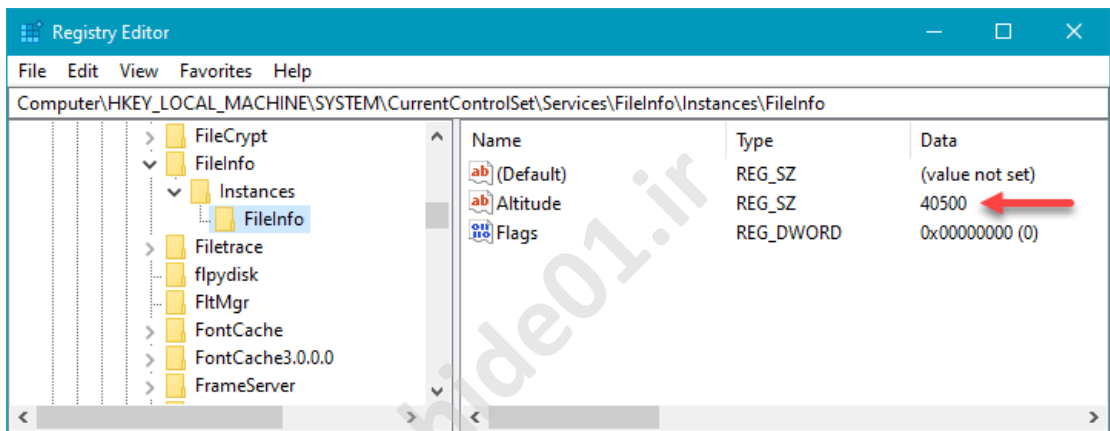 Registry Editor
File Edit View Favorites Help
Computer\HKEY_LOCAL_MACHINE\SYSTEM\CurrentControlSet\Services\FileInfo\Instances\FileInfo
FileCrypt
FileInfo
Instances
FileInfo
Filetrace
flpydisk
FltMgr
FontCache
FontCache3.0.0.0
FrameServer
Name Type Data
(Default) REG_SZ (value not set)
Altitude REG_SZ 40500
Flags REG_DWORD 0x00000000 (0)
hide01.ir